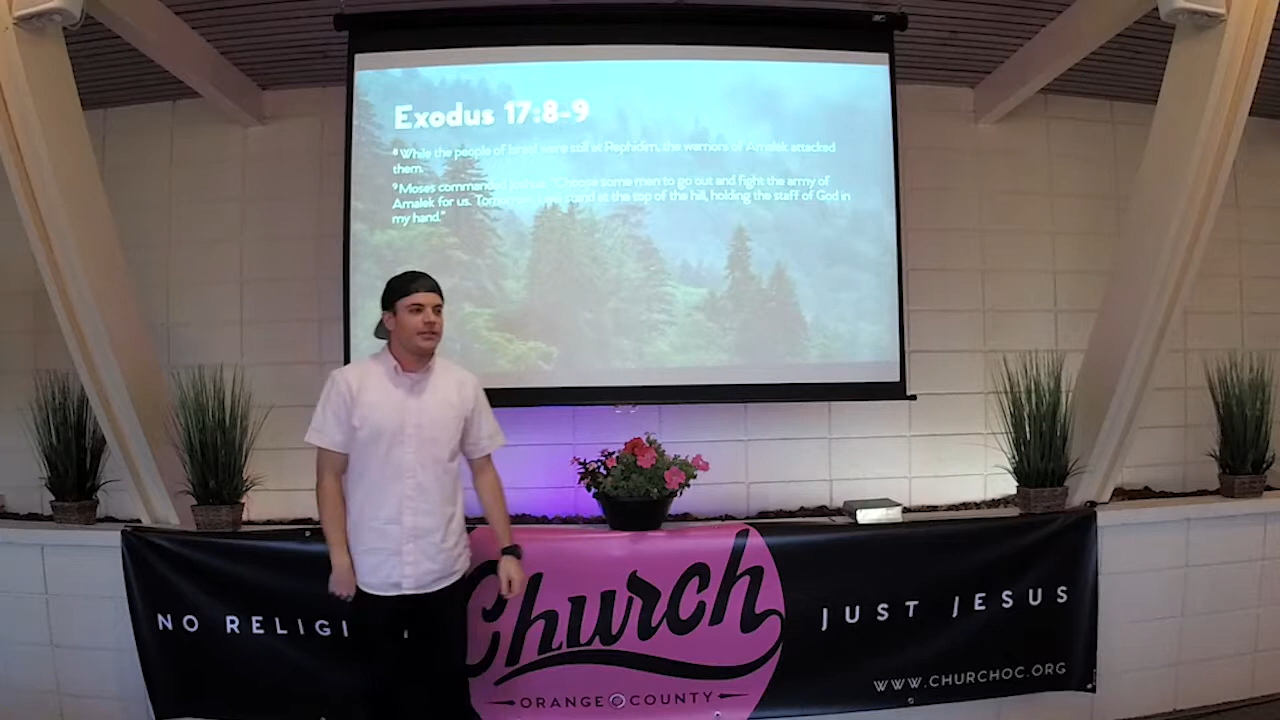 Exodus 17:8-9
8 While the people of Israel were still at Rephidim, the warriors of Amalek attacked
them.
9 Moses commanded Joshua, "Choose some men to go out and fight the army of
Amalek for us. Tomorrow, stand at the top of the hill, holding the staff of God in
my hand."
NO RELIGI
Church
JUST JESUS
ORANGE COUNTY
WWW.CHURCHOC.ORG